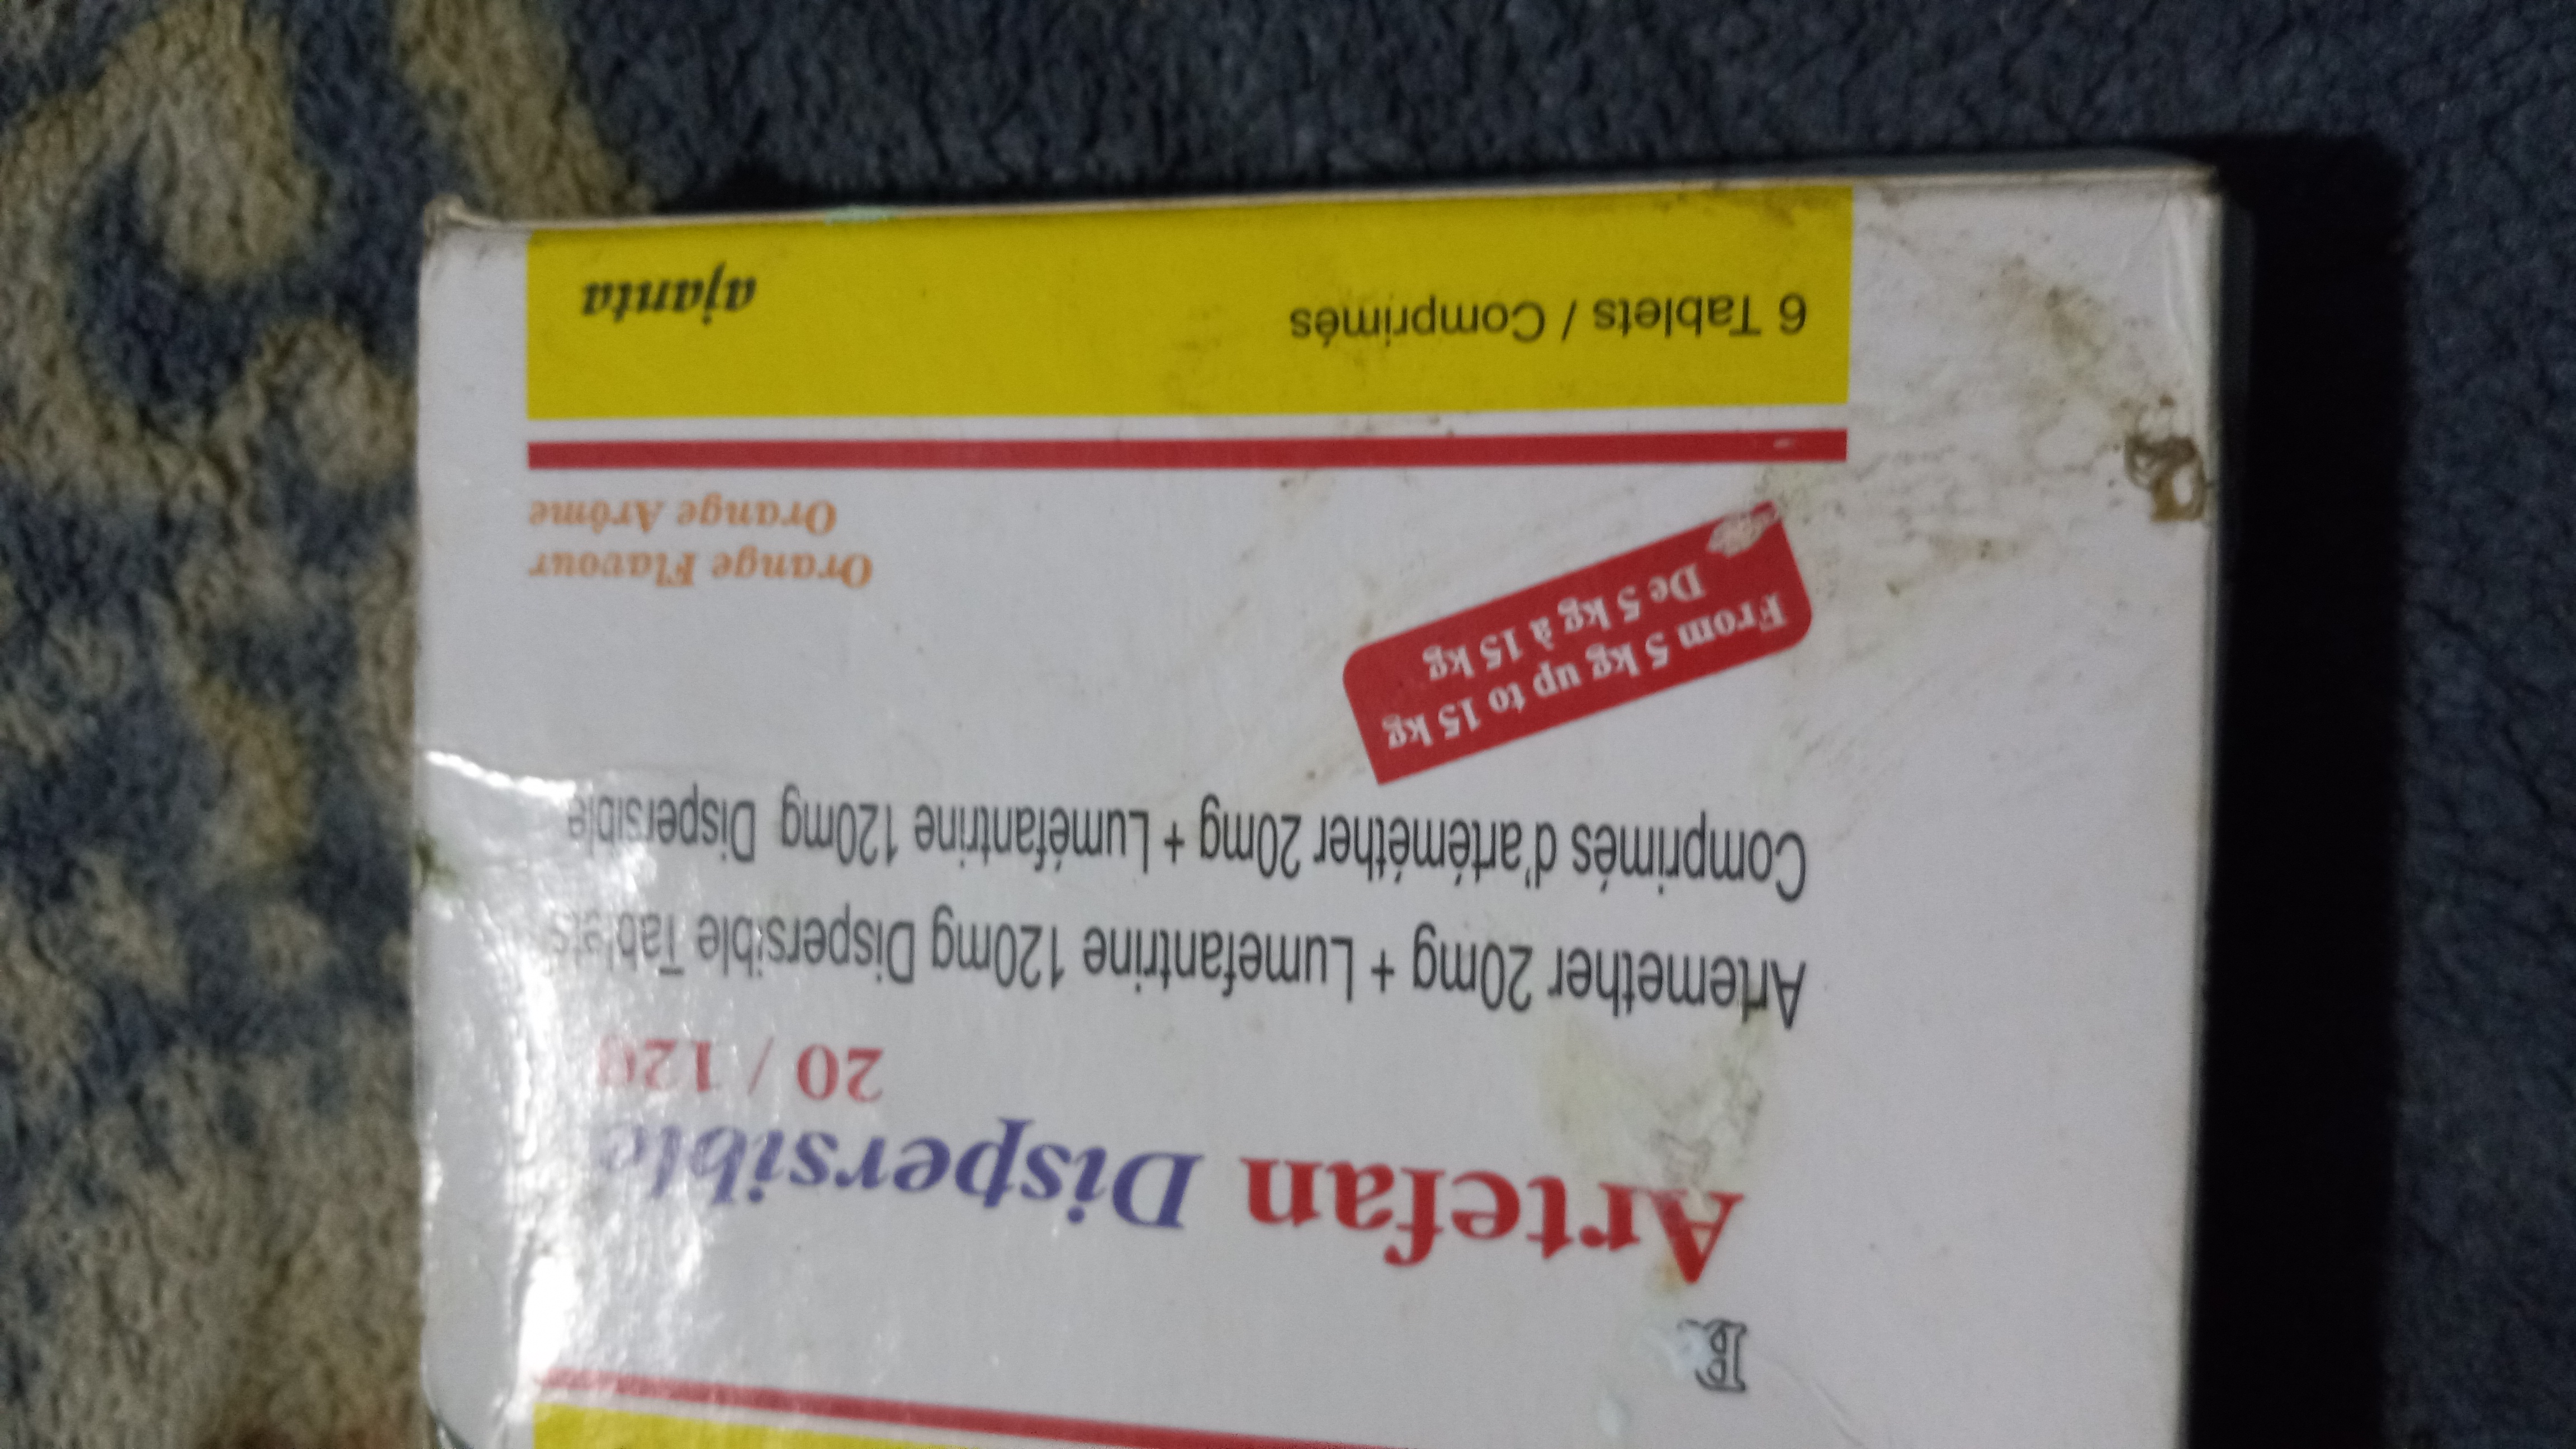 Artefan Dispersible
20 / 120
Artemether 20mg + Lumefantrine 120mg Dispersible Tablets
Comprimés d'artéméther 20mg + Luméfantrine 120mg Dispersible
From 5 kg up to 15 kg
De 5 kg à 15 kg
Orange Flavour
Orange Arôme
6 Tablets / Comprimés
ajanta